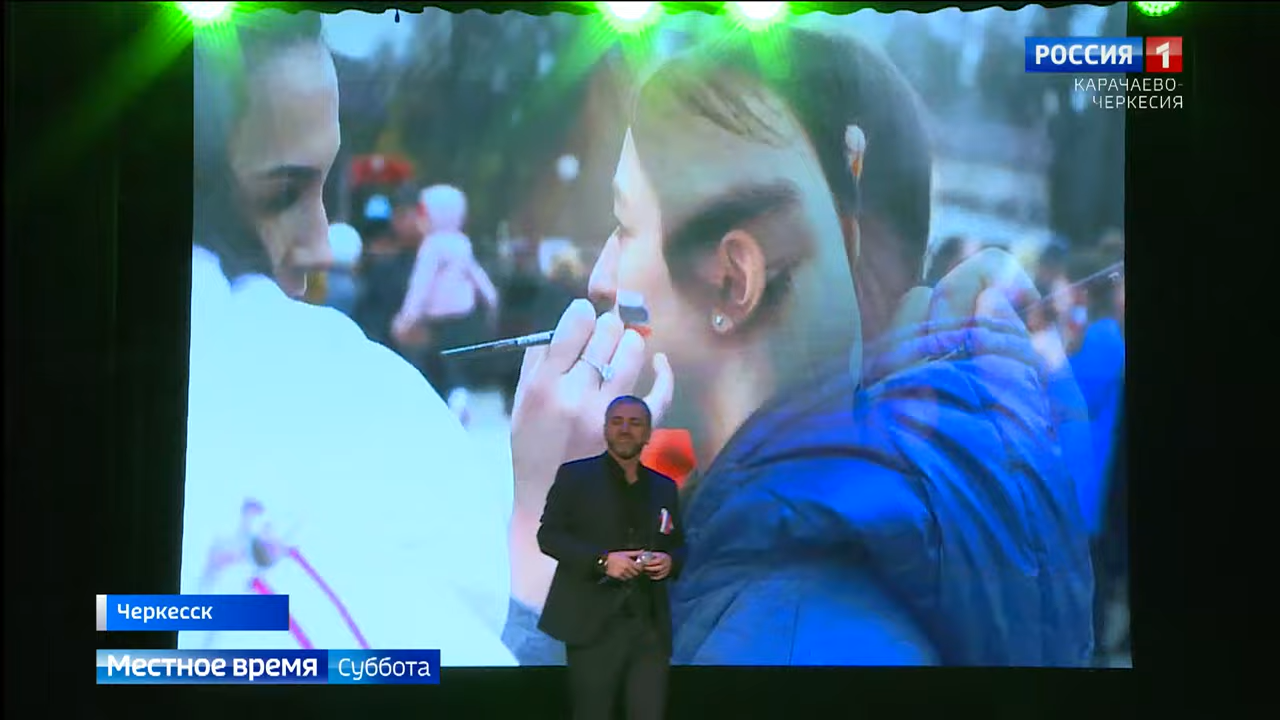 РОССИЯ 1
КАРАЧАЕВО-
ЧЕРКЕСИЯ
Черкесск
Местное время Суббота